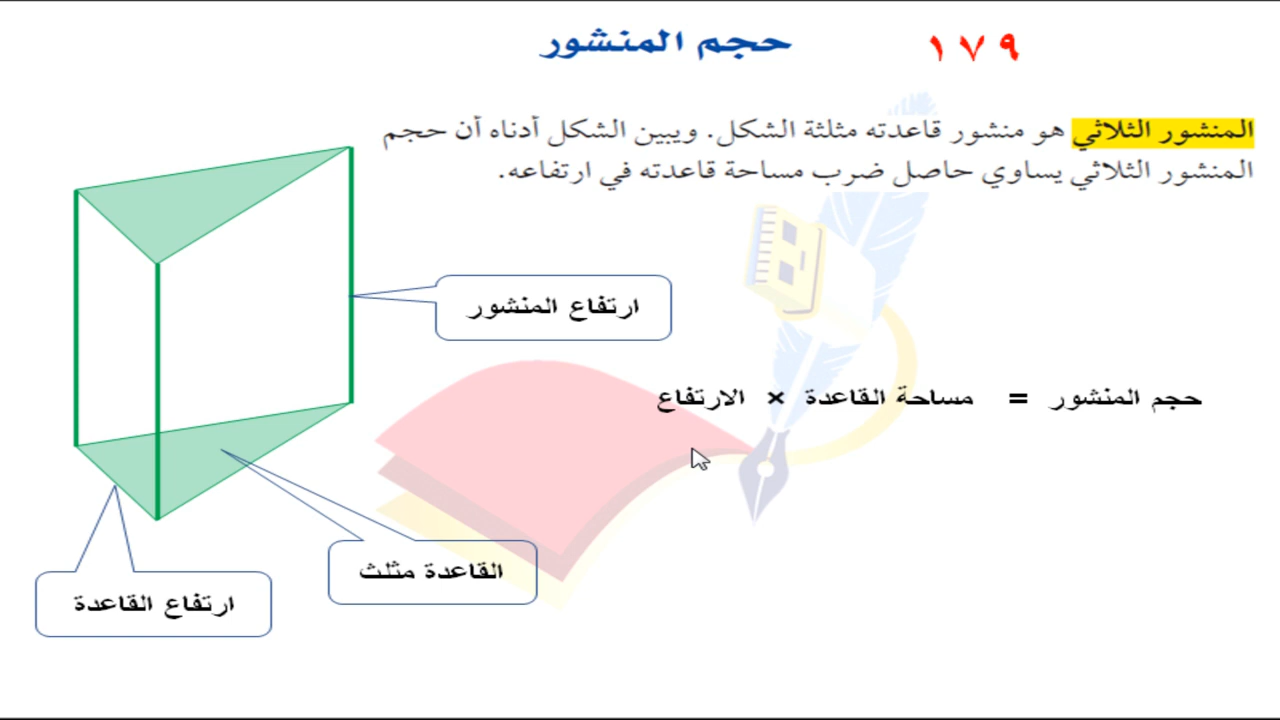 حجم المنشور
١٧٩
المنشور الثلاثي هو منشور قاعدته مثلثة الشكل. ويبين الشكل أدناه أن حجم
المنشور الثلاثي يساوي حاصل ضرب مساحة قاعدته في ارتفاعه.
ارتفاع المنشور
حجم المنشور = مساحة القاعدة × الارتفاع
القاعدة مثلث
ارتفاع القاعدة